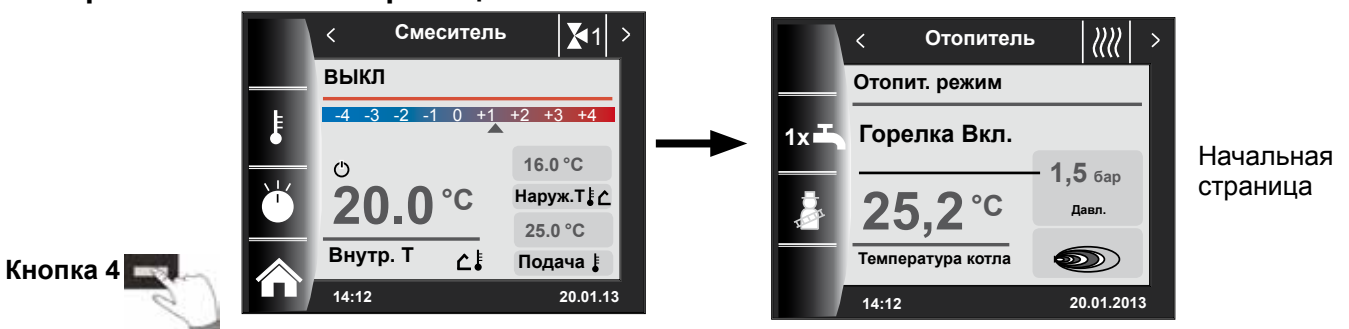 Кнопка 4
< Смеситель 1 >
ВЫКЛ
-4 -3 -2 -1 0 +1 +2 +3 +4
16.0 °C
Наруж.Т
20.0 °C
25.0 °C
Внутр. Т
Подача
14:12 20.01.13
< Отопитель >
Отопит. режим
1x
Горелка Вкл.
1,5 бар
Давл.
25,2 °C
Температура котла
14:12 20.01.2013
Начальная
страница